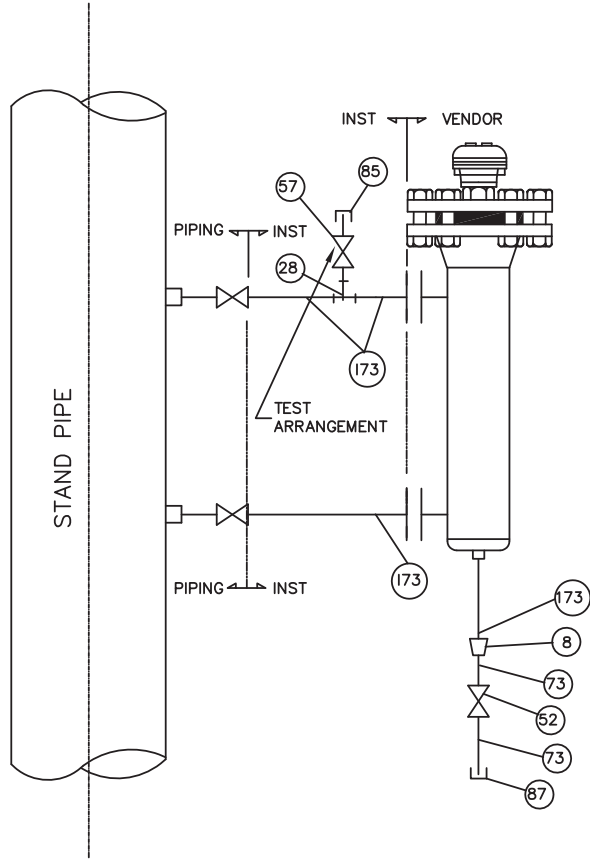 INST VENDOR
85
57
PIPING INST
28
173
TEST
ARRANGEMENT
STAND PIPE
173
PIPING INST
173
8
73
52
73
87